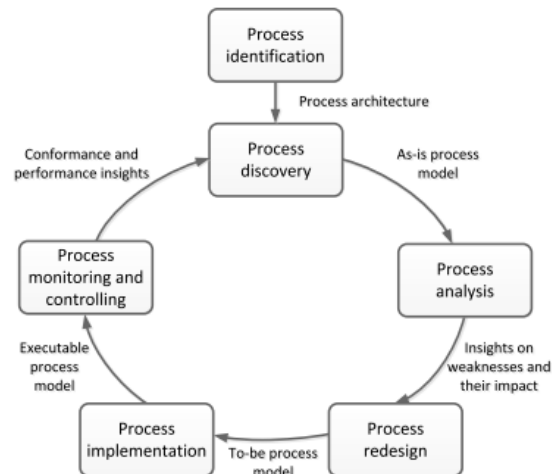 Process
identification
Process architecture
Process
discovery
As-is process
model
Process
analysis
Insights on
weaknesses and
their impact
Process
redesign
To-be process
model
Process
implementation
Executable
process
model
Process
monitoring and
controlling
Conformance and
performance insights